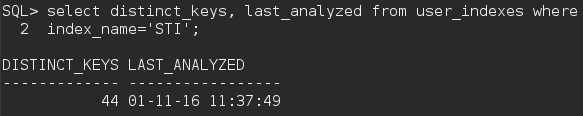 SQL> select distinct_keys, last_analyzed from user_indexes where
2 index_name='STI';
DISTINCT_KEYS LAST_ANALYZED
------------- -----------------
44 01-11-16 11:37:49